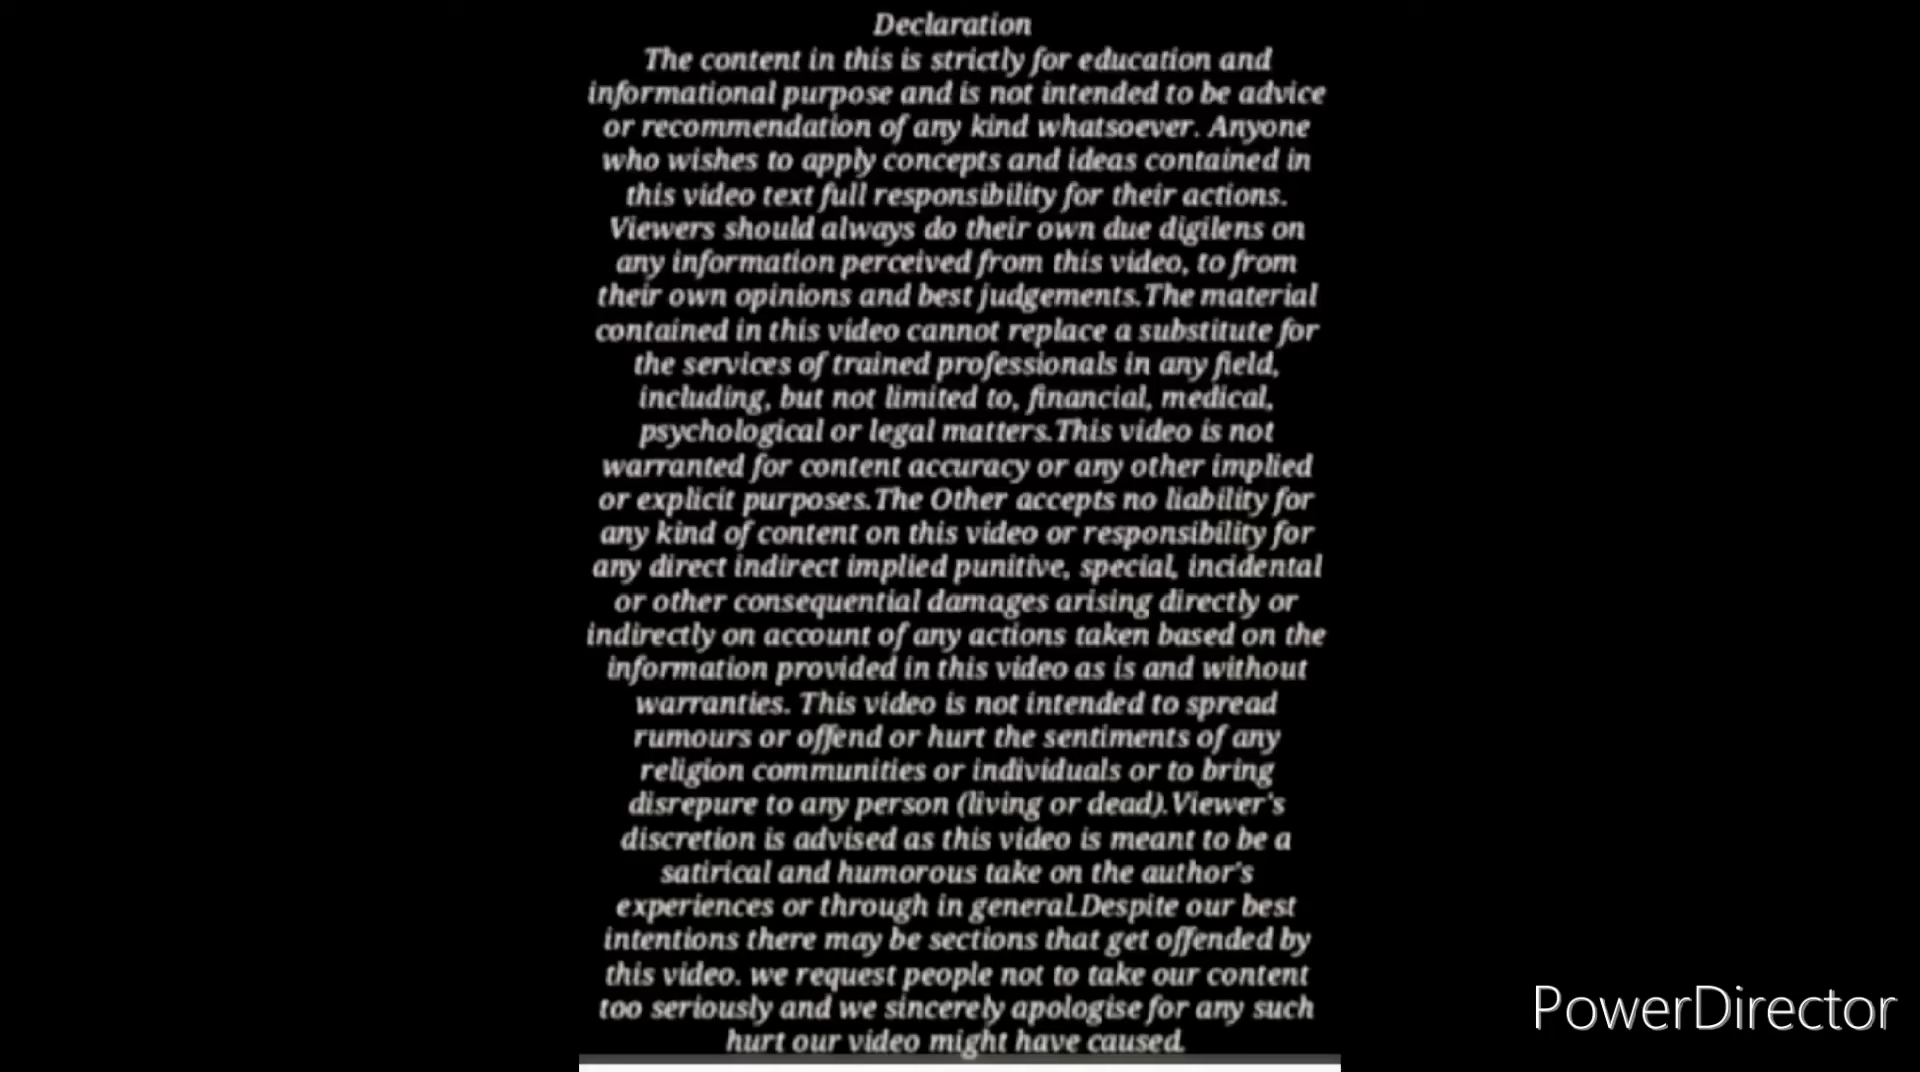 Declaration
The content in this is strictly for education and
informational purpose and is not intended to be advice
or recommendation of any kind whatsoever. Anyone
who wishes to apply concepts and ideas contained in
this video text full responsibility for their actions.
Viewers should always do their own due digilens on
any information perceived from this video, to from
their own opinions and best judgements.The material
contained in this video cannot replace a substitute for
the services of trained professionals in any field,
including, but not limited to, financial, medical,
psychological or legal matters.This video is not
warranted for content accuracy or any other implied
or explicit purposes.The Other accepts no liability for
any kind of content on this video or responsibility for
any direct indirect implied punitive, special, incidental
or other consequential damages arising directly or
indirectly on account of any actions taken based on the
information provided in this video as is and without
warranties. This video is not intended to spread
rumours or offend or hurt the sentiments of any
religion communities or individuals or to bring
disrepure to any person (living or dead).Viewer's
discretion is advised as this video is meant to be a
satirical and humorous take on the author's
experiences or through in general.Despite our best
intentions there may be sections that get offended by
this video. we request people not to take our content
too seriously and we sincerely apologise for any such
hurt our video might have caused.
PowerDirector